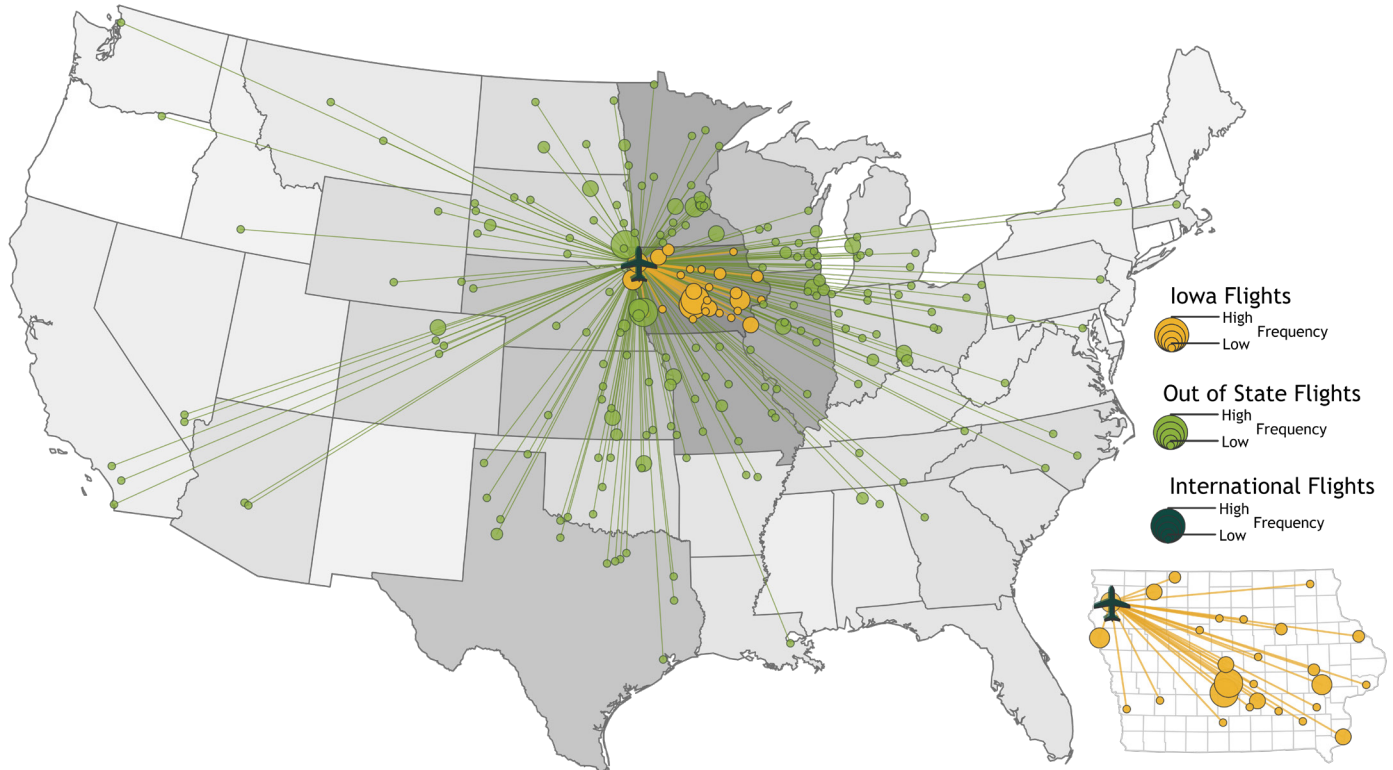 Iowa Flights
High
Frequency
Low
Out of State Flights
High
Frequency
Low
International Flights
High
Frequency
Low